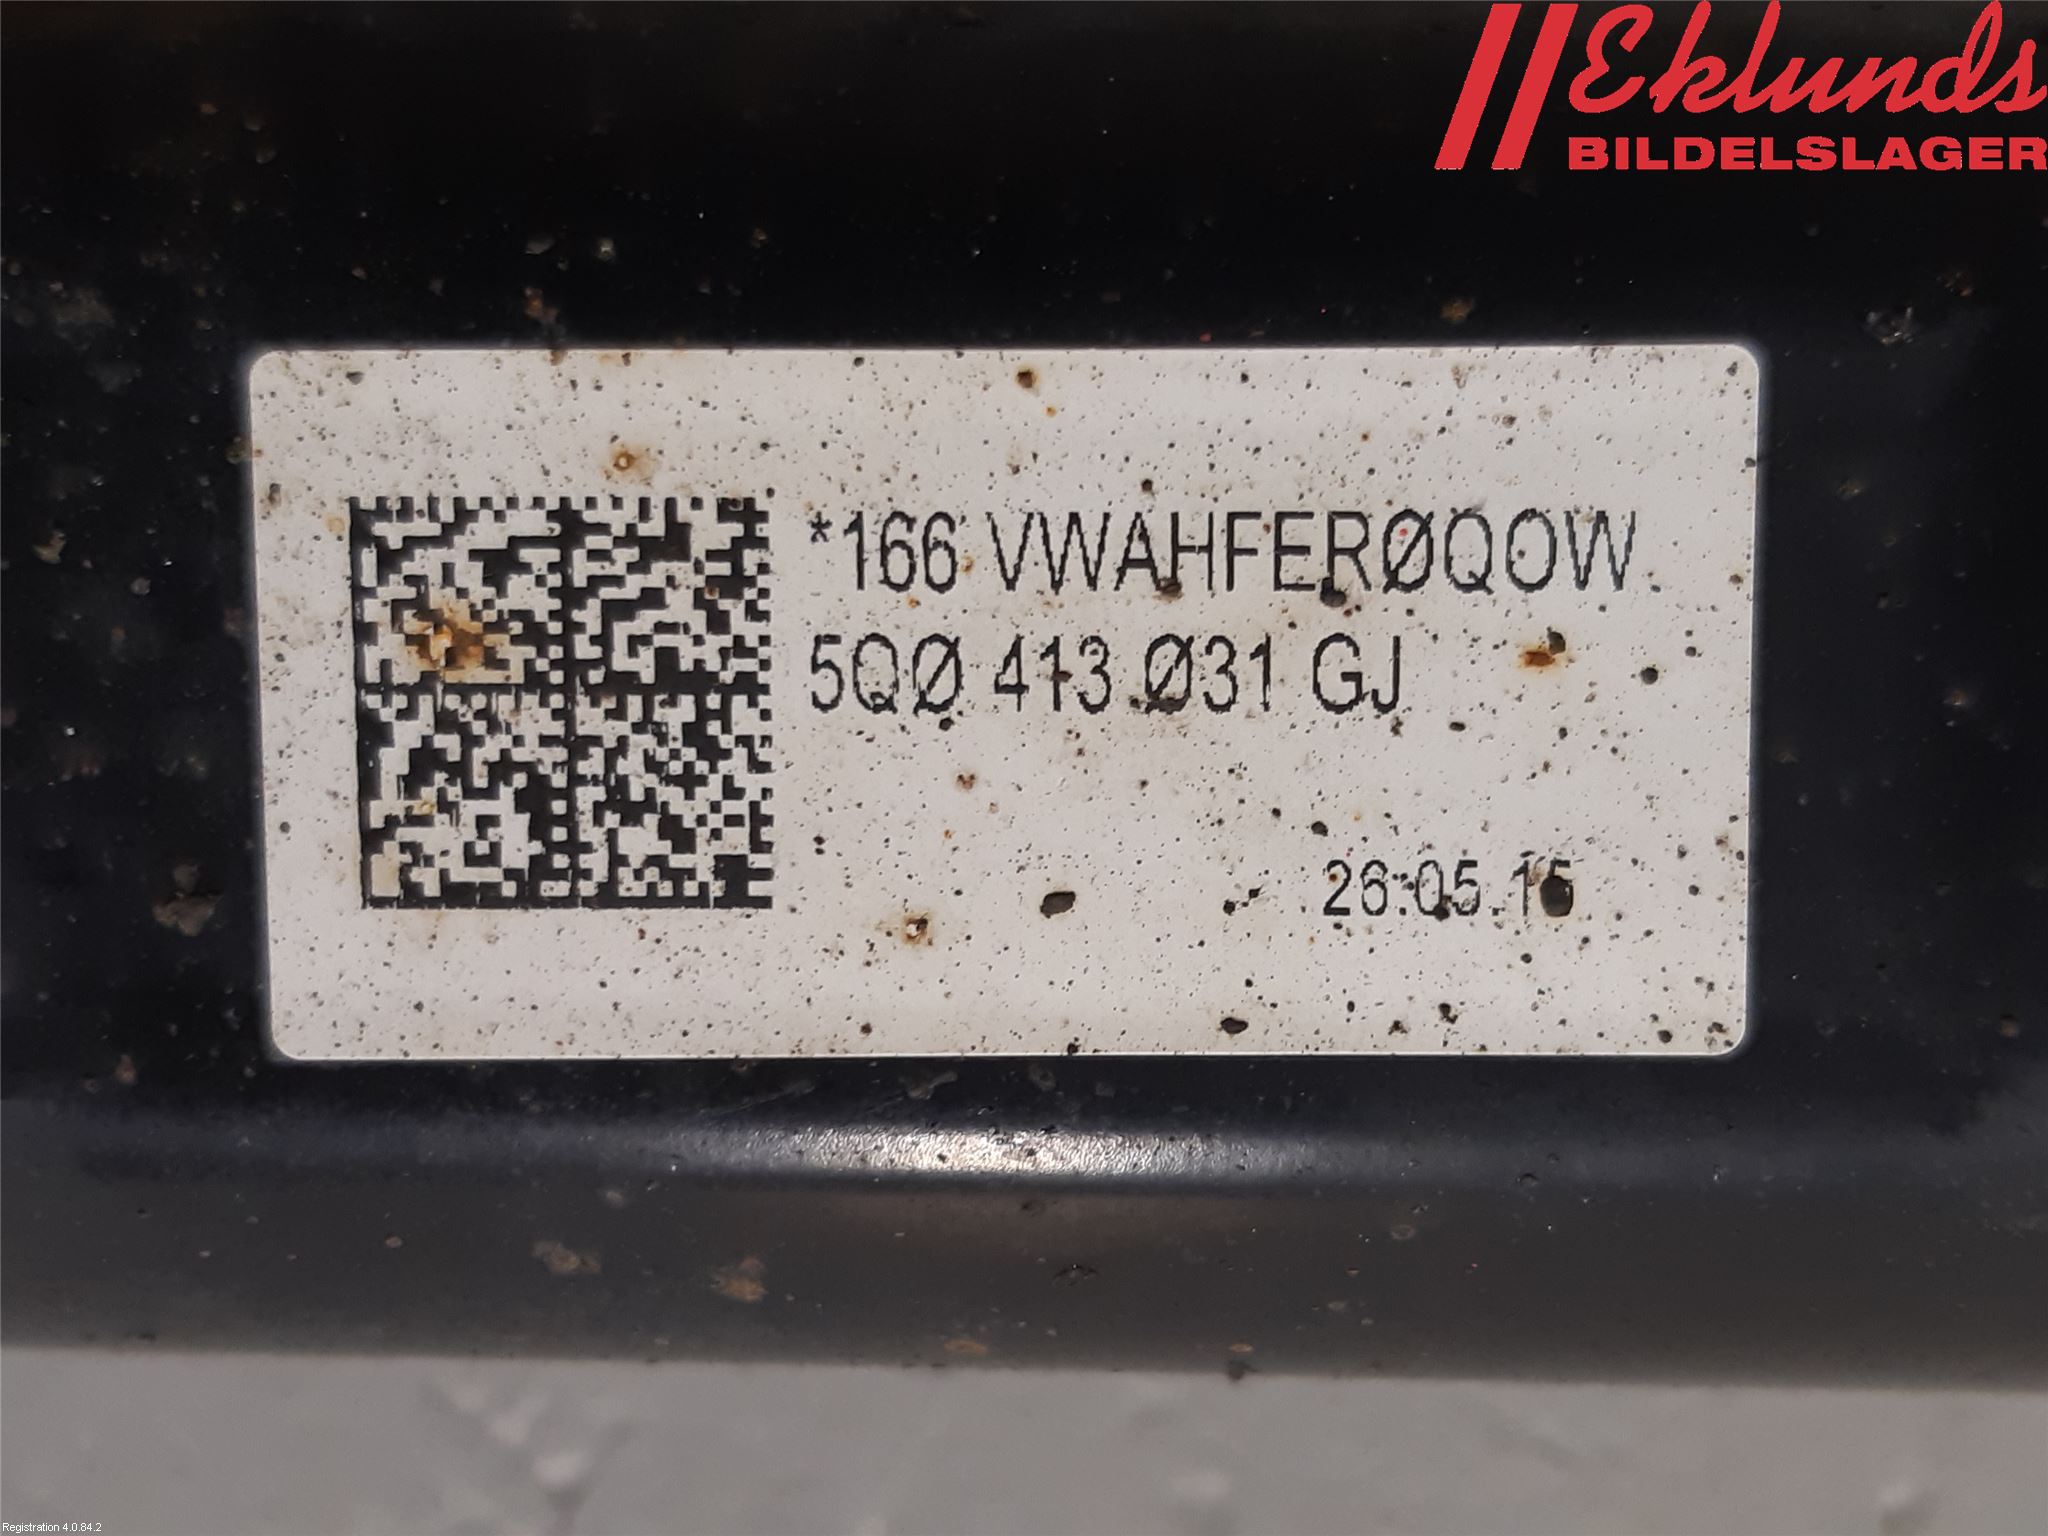 Eklunds
BILDELSLAGER
*166 VWAHFERØQOW
5QØ 413 Ø31 GJ
26.05.15
Registration 4.0.84.2